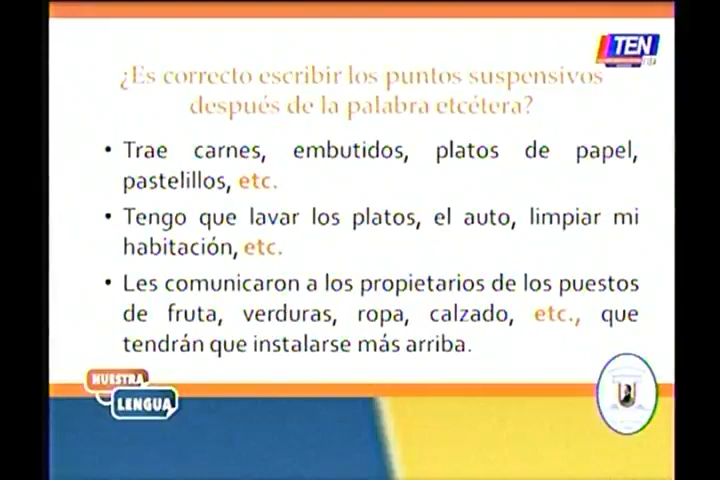 TEN
¿Es correcto escribir los puntos suspensivos
después de la palabra etcétera?
• Trae carnes, embutidos, platos de papel,
pastelillos, etc.
• Tengo que lavar los platos, el auto, limpiar mi
habitación, etc.
• Les comunicaron a los propietarios de los puestos
de fruta, verduras, ropa, calzado, etc., que
tendrán que instalarse más arriba.
NUESTRA
LENGUA